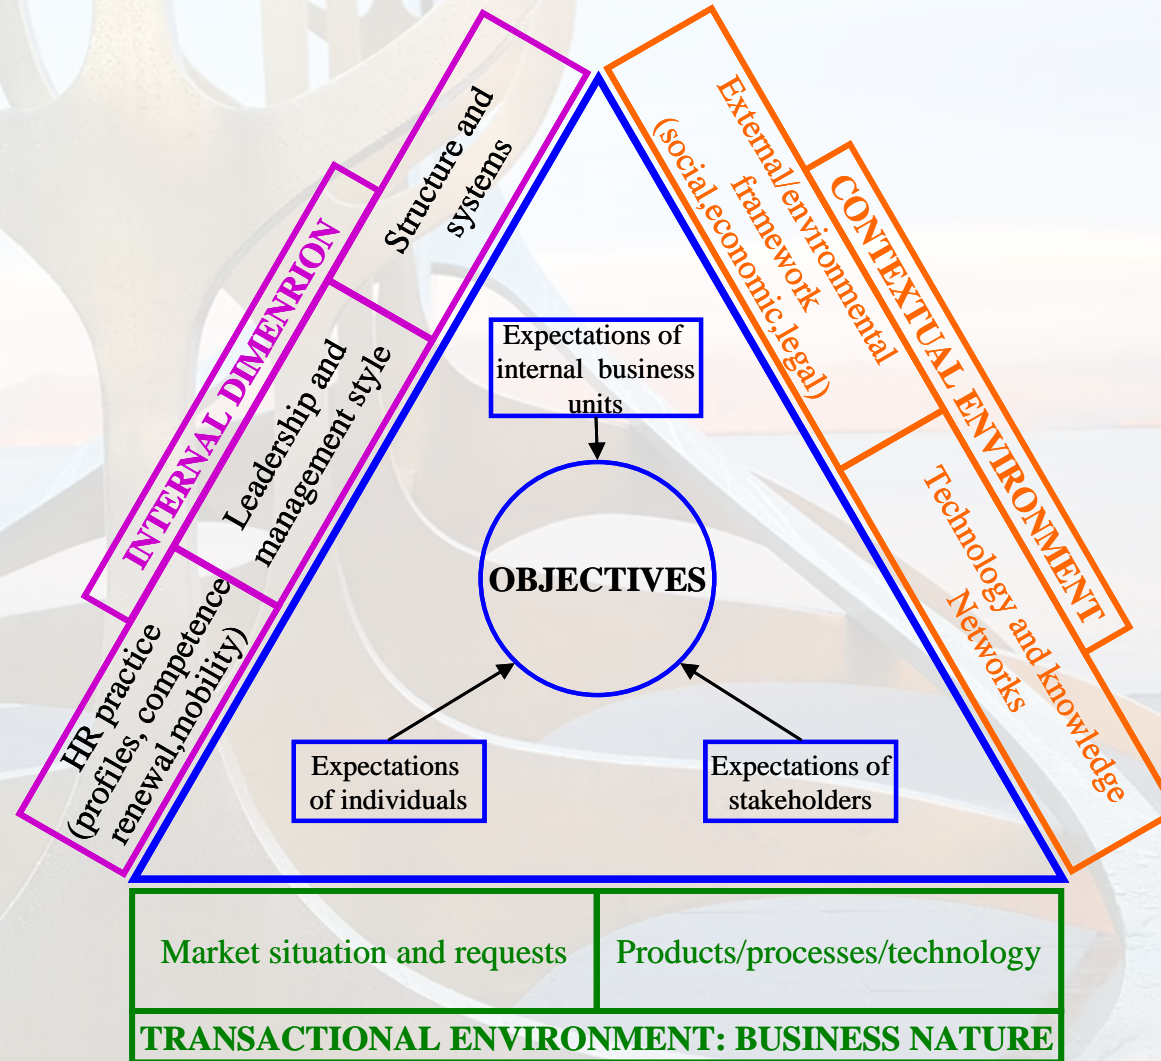 Structure and
systems
INTERNAL DIMENRION
Leadership and
management style
HR practice
(profiles, competence
renewal,mobility)
External/environmental
framework
(social,economic,legal)
CONTEXTUAL ENVIRONMENT
Technology and knowledge
Networks
Expectations of
internal business
units
OBJECTIVES
Expectations
of individuals
Expectations of
stakeholders
Market situation and requests
Products/processes/technology
TRANSACTIONAL ENVIRONMENT: BUSINESS NATURE